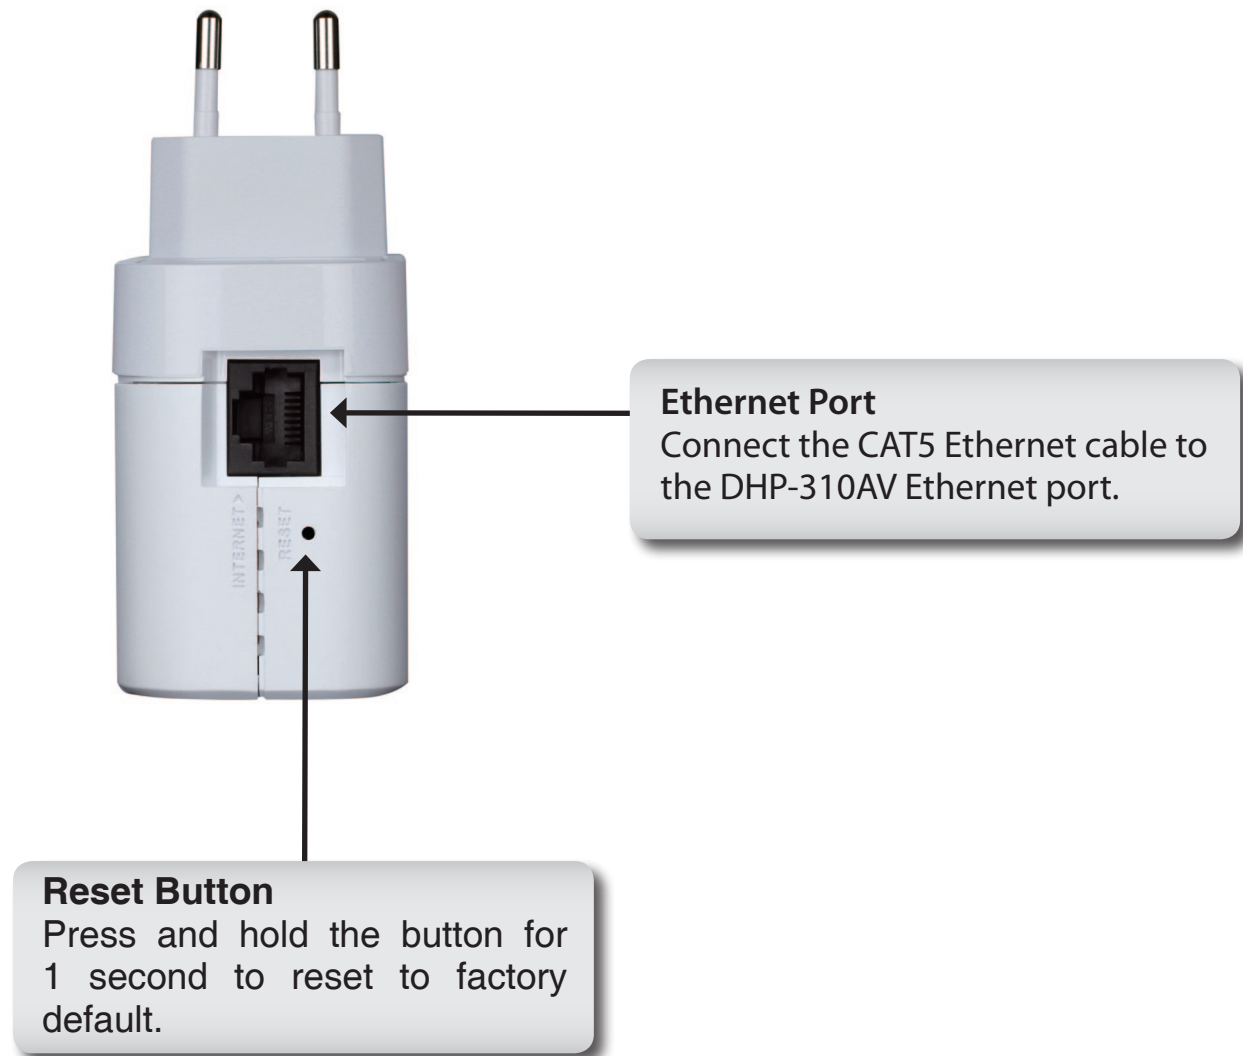 Ethernet Port
Connect the CAT5 Ethernet cable to
the DHP-310AV Ethernet port.
INTERNET >
RESET
Reset Button
Press and hold the button for
1 second to reset to factory
default.